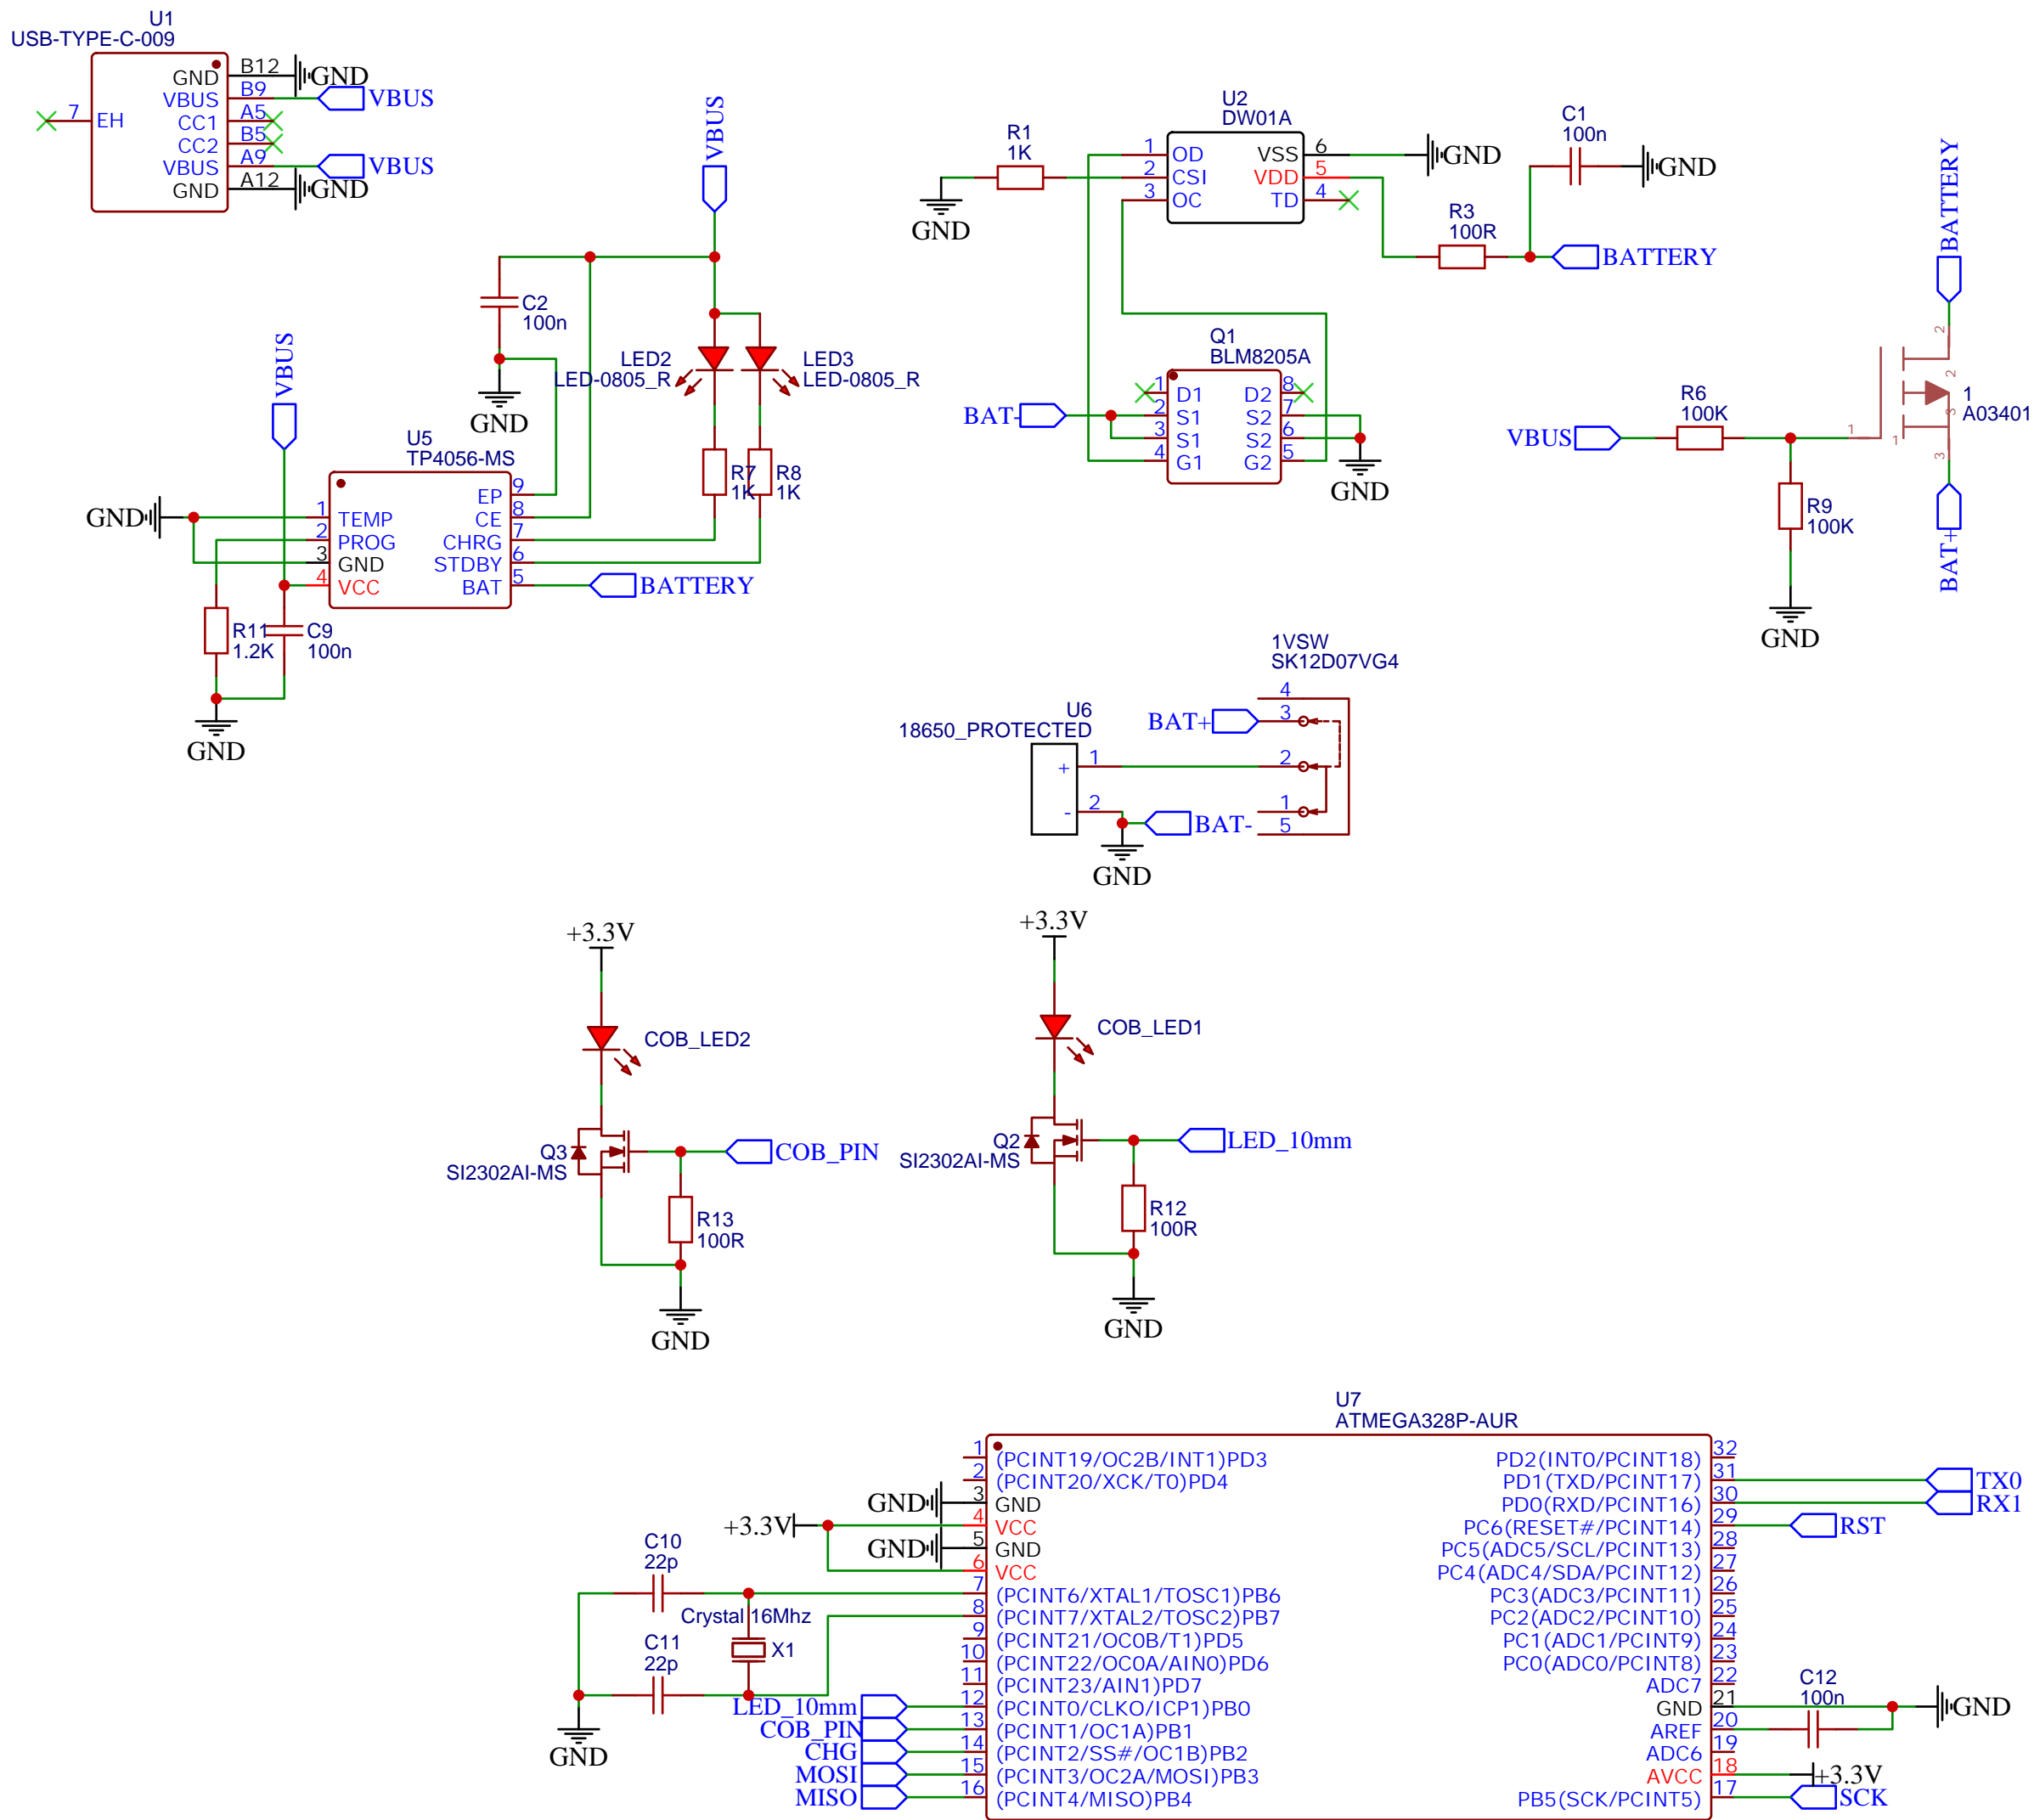 U1
USB-TYPE-C-009
GND B12 GND
VBUS B9 VBUS
7 EH
CC1 A5
CC2 B5
VBUS A9 VBUS
GND A12 GND
VBUS
C2
100n
GND
LED2
LED-0805_R
LED3
LED-0805_R
R7
1K
R8
1K
VBUS
U5
TP4056-MS
GND
1 TEMP
2 PROG
3 GND
4 VCC
EP 9
CE 8
CHRG 7
STDBY 6
BAT 5
BATTERY
R11
1.2K
C9
100n
GND
U2
DW01A
R1
1K
GND
1 OD
2 CSI
3 OC
VSS 6
VDD 5
TD 4
GND
C1
100n
GND
R3
100R
BATTERY
Q1
BLM8205A
BAT-
1 D1
2 S1
3 S1
4 G1
D2 8
S2 7
S2 6
G2 5
GND
BATTERY
2
2
3
1
A03401
1
1
3
BAT+
VBUS
R6
100K
R9
100K
GND
1VSW
SK12D07VG4
U6
18650_PROTECTED
BAT+
4
3
2
1
5
+ 1
- 2
BAT-
GND
+3.3V
COB_LED2
Q3
SI2302AI-MS
COB_PIN
R13
100R
GND
+3.3V
COB_LED1
Q2
SI2302AI-MS
LED_10mm
R12
100R
GND
U7
ATMEGA328P-AUR
1 (PCINT19/OC2B/INT1)PD3
2 (PCINT20/XCK/T0)PD4
GND 3 GND
+3.3V 4 VCC
GND 5 GND
6 VCC
7 (PCINT6/XTAL1/TOSC1)PB6
8 (PCINT7/XTAL2/TOSC2)PB7
9 (PCINT21/OC0B/T1)PD5
10 (PCINT22/OC0A/AIN0)PD6
11 (PCINT23/AIN1)PD7
LED_10mm 12 (PCINT0/CLKO/ICP1)PB0
COB_PIN 13 (PCINT1/OC1A)PB1
CHG 14 (PCINT2/SS#/OC1B)PB2
MOSI 15 (PCINT3/OC2A/MOSI)PB3
MISO 16 (PCINT4/MISO)PB4
C10
22p
Crystal 16Mhz
X1
C11
22p
GND
PD2(INT0/PCINT18) 32
PD1(TXD/PCINT17) 31 TX0
PD0(RXD/PCINT16) 30 RX1
PC6(RESET#/PCINT14) 29 RST
PC5(ADC5/SCL/PCINT13) 28
PC4(ADC4/SDA/PCINT12) 27
PC3(ADC3/PCINT11) 26
PC2(ADC2/PCINT10) 25
PC1(ADC1/PCINT9) 24
PC0(ADC0/PCINT8) 23
ADC7 22
GND 21 GND
AREF 20
ADC6 19
AVCC 18 +3.3V
PB5(SCK/PCINT5) 17 SCK
C12
100n